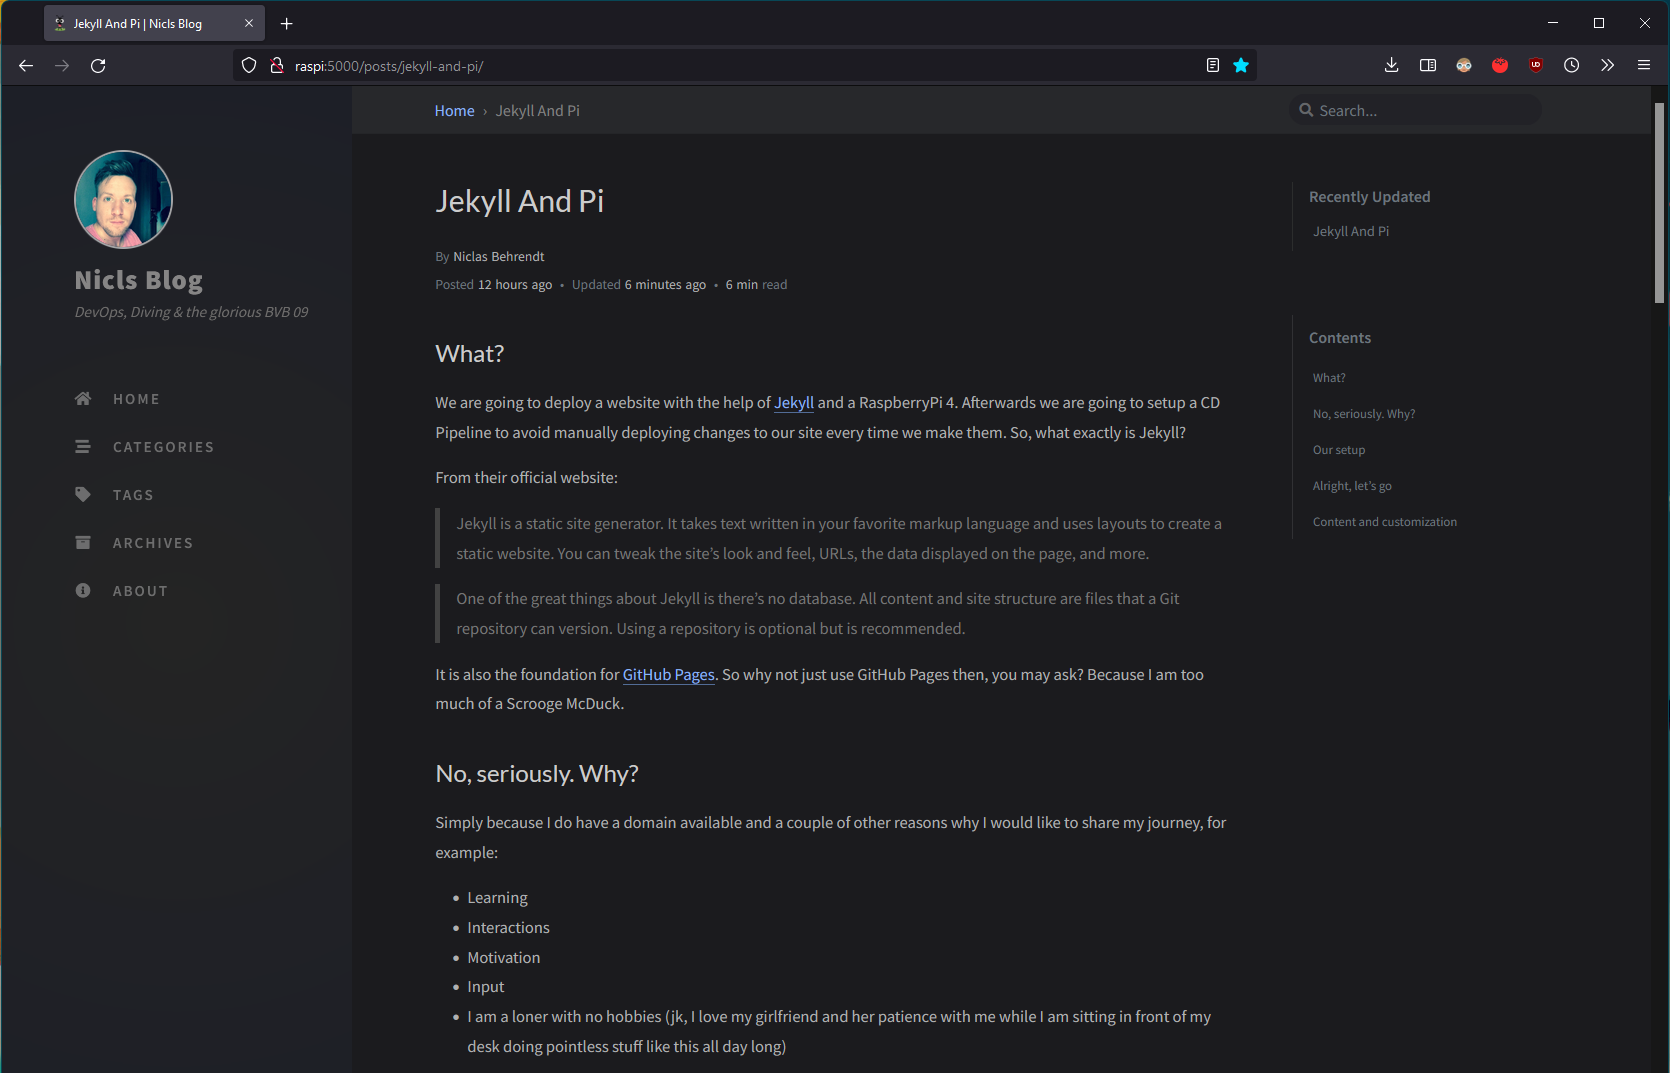 Jekyll And Pi | Nicls Blog
raspi:5000/posts/jekyll-and-pi/
Nicls Blog
DevOps, Diving & the glorious BVB 09
HOME
CATEGORIES
TAGS
ARCHIVES
ABOUT
Home › Jekyll And Pi
Search...
Jekyll And Pi
By Niclas Behrendt
Posted 12 hours ago • Updated 6 minutes ago • 6 min read
What?
We are going to deploy a website with the help of Jekyll and a RaspberryPi 4. Afterwards we are going to setup a CD
Pipeline to avoid manually deploying changes to our site every time we make them. So, what exactly is Jekyll?
From their official website:
Jekyll is a static site generator. It takes text written in your favorite markup language and uses layouts to create a
static website. You can tweak the site’s look and feel, URLs, the data displayed on the page, and more.
One of the great things about Jekyll is there’s no database. All content and site structure are files that a Git
repository can version. Using a repository is optional but is recommended.
It is also the foundation for GitHub Pages. So why not just use GitHub Pages then, you may ask? Because I am too
much of a Scrooge McDuck.
No, seriously. Why?
Simply because I do have a domain available and a couple of other reasons why I would like to share my journey, for
example:
• Learning
• Interactions
• Motivation
• Input
• I am a loner with no hobbies (jk, I love my girlfriend and her patience with me while I am sitting in front of my
desk doing pointless stuff like this all day long)
Recently Updated
Jekyll And Pi
Contents
What?
No, seriously. Why?
Our setup
Alright, let’s go
Content and customization